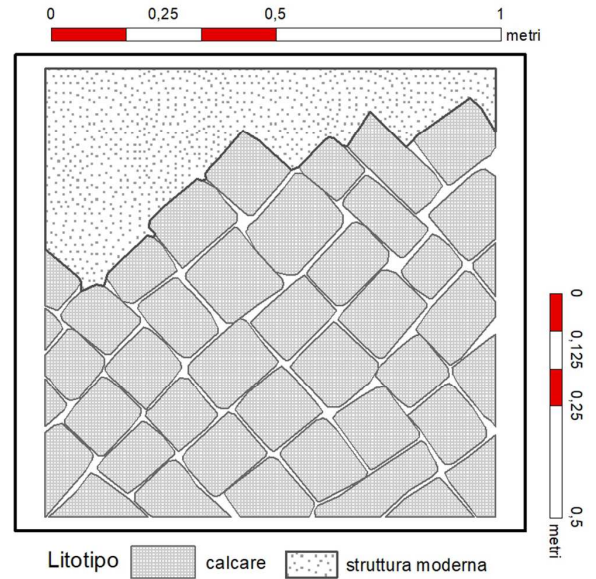 0 0,25 0,5 1
metri
0 0,125 0,25 0,5
metri
Litotipo calcare struttura moderna